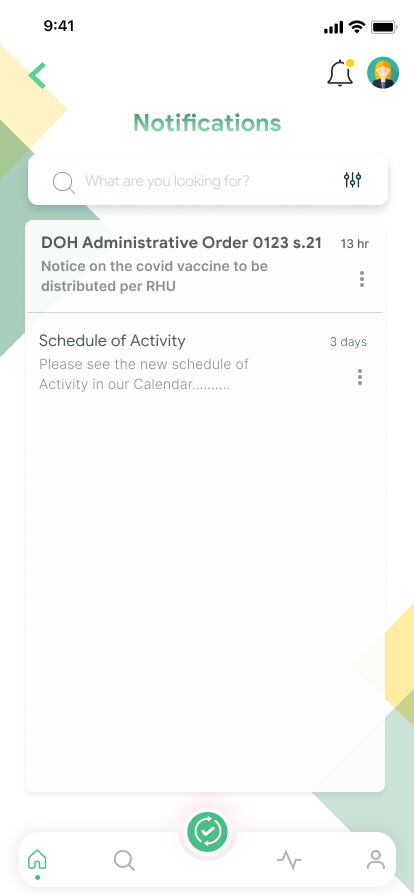 9:41
Notifications
What are you looking for?
DOH Administrative Order 0123 s.21
13 hr
Notice on the covid vaccine to be
distributed per RHU
Schedule of Activity
3 days
Please see the new schedule of
Activity in our Calendar..........